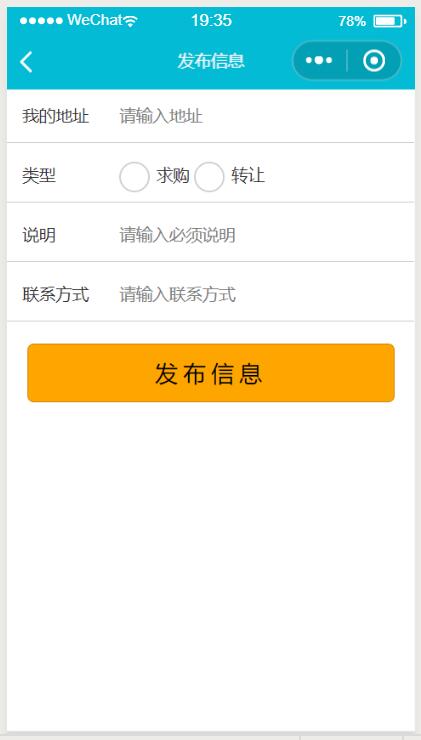 WeChat 19:35 78%
发布信息
我的地址 请输入地址
类型 求购 转让
说明 请输入必须说明
联系方式 请输入联系方式
发布信息